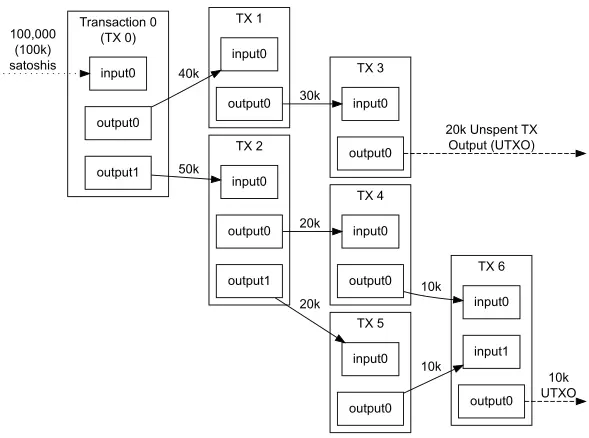 100,000
(100k)
satoshis
Transaction 0
(TX 0)
input0
output0
output1
40k
50k
TX 1
input0
output0
30k
TX 2
input0
output0
output1
20k
20k
TX 3
input0
output0
20k Unspent TX
Output (UTXO)
TX 4
input0
output0
10k
TX 5
input0
output0
10k
TX 6
input0
input1
output0
10k
UTXO